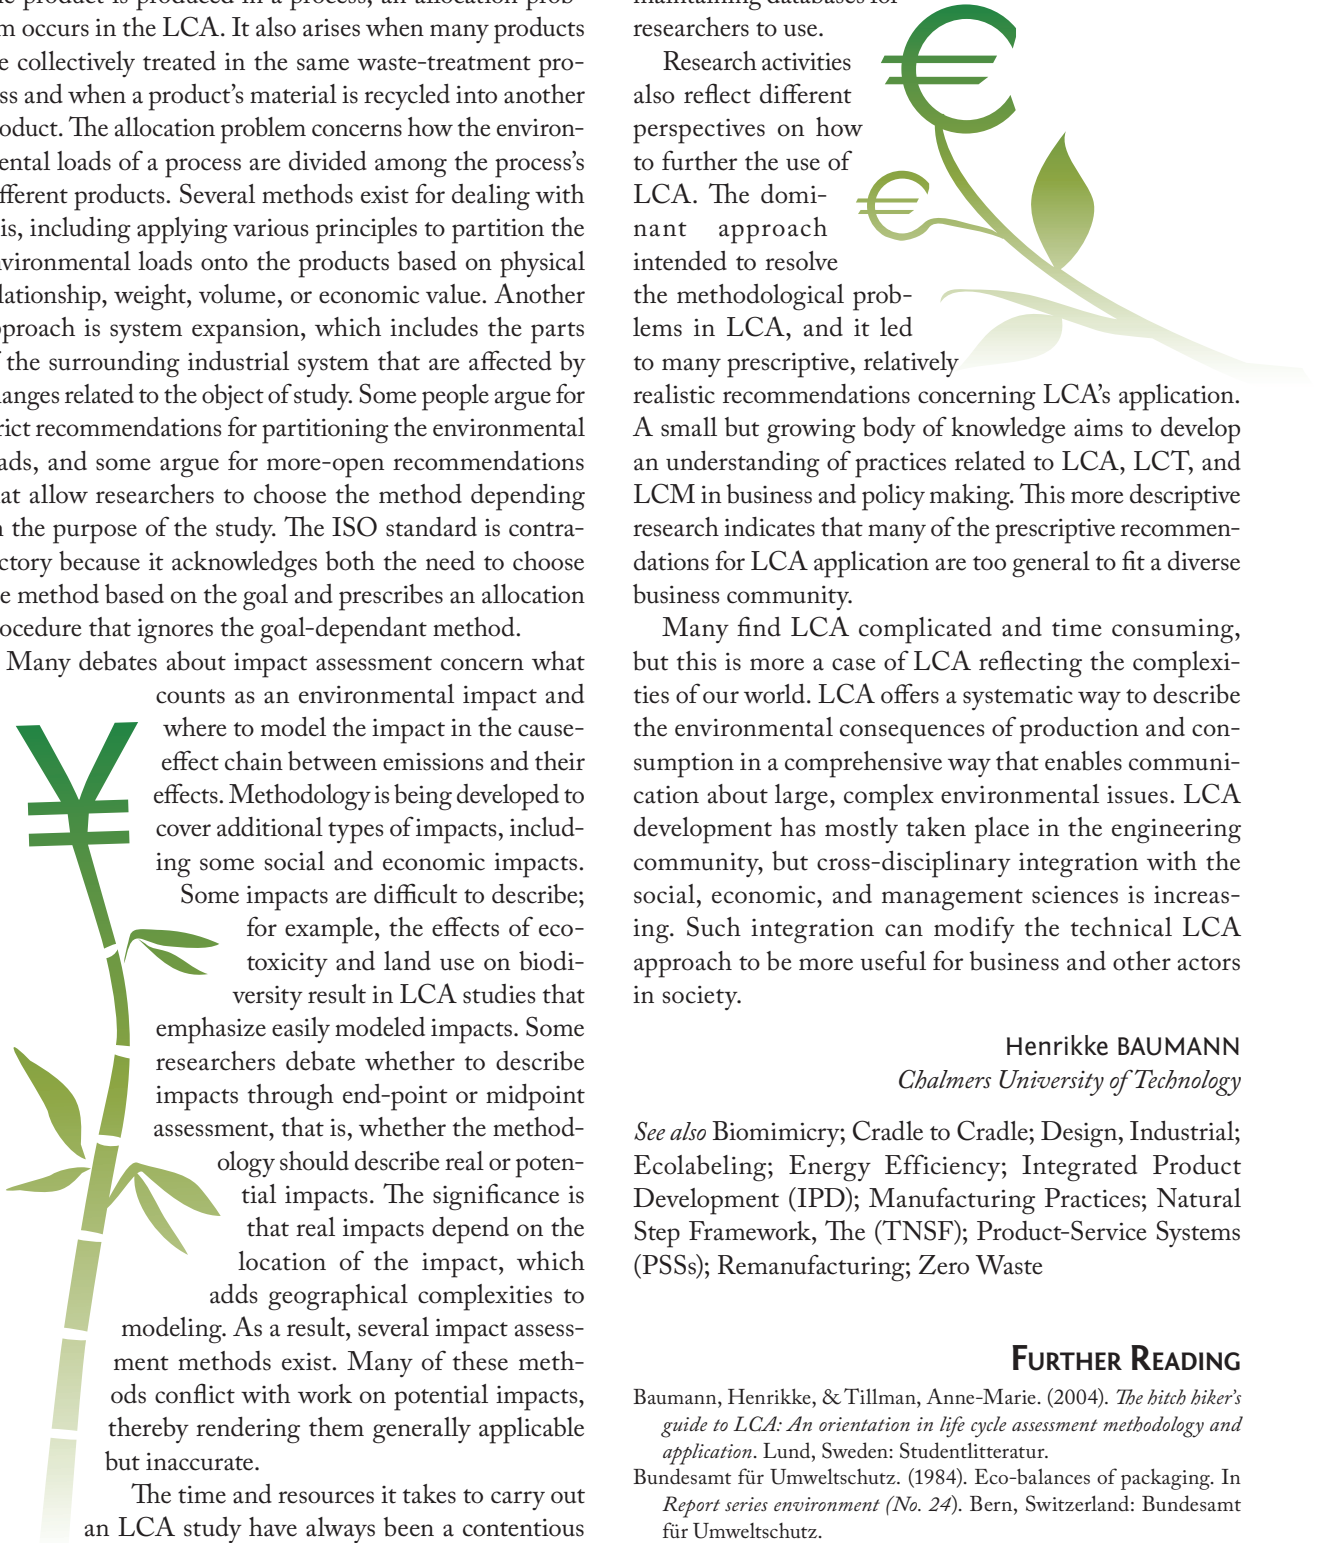 e product is produced in a process, an allocation prob-
m occurs in the LCA. It also arises when many products
e collectively treated in the same waste-treatment pro-
ss and when a product's material is recycled into another
oduct. The allocation problem concerns how the environ-
ental loads of a process are divided among the process's
fferent products. Several methods exist for dealing with
is, including applying various principles to partition the
nvironmental loads onto the products based on physical
lationship, weight, volume, or economic value. Another
pproach is system expansion, which includes the parts
f the surrounding industrial system that are affected by
anges related to the object of study. Some people argue for
rict recommendations for partitioning the environmental
ads, and some argue for more-open recommendations
at allow researchers to choose the method depending
n the purpose of the study. The ISO standard is contra-
ctory because it acknowledges both the need to choose
e method based on the goal and prescribes an allocation
ocedure that ignores the goal-dependant method.
Many debates about impact assessment concern what
counts as an environmental impact and
where to model the impact in the cause-
effect chain between emissions and their
effects. Methodology is being developed to
cover additional types of impacts, includ-
ing some social and economic impacts.
Some impacts are difficult to describe;
for example, the effects of eco-
toxicity and land use on biodi-
versity result in LCA studies that
emphasize easily modeled impacts. Some
researchers debate whether to describe
impacts through end-point or midpoint
assessment, that is, whether the method-
ology should describe real or poten-
tial impacts. The significance is
that real impacts depend on the
location of the impact, which
adds geographical complexities to
modeling. As a result, several impact assess-
ment methods exist. Many of these meth-
ods conflict with work on potential impacts,
thereby rendering them generally applicable
but inaccurate.
The time and resources it takes to carry out
an LCA study have always been a contentious
¥
maintaining databases for
researchers to use.
Research activities
also reflect different
perspectives on how
to further the use of
LCA. The domi-
nant approach
intended to resolve
the methodological prob-
lems in LCA, and it led
to many prescriptive, relatively
realistic recommendations concerning LCA's application.
A small but growing body of knowledge aims to develop
an understanding of practices related to LCA, LCT, and
LCM in business and policy making. This more descriptive
research indicates that many of the prescriptive recommen-
dations for LCA application are too general to fit a diverse
business community.
Many find LCA complicated and time consuming,
but this is more a case of LCA reflecting the complexi-
ties of our world. LCA offers a systematic way to describe
the environmental consequences of production and con-
sumption in a comprehensive way that enables communi-
cation about large, complex environmental issues. LCA
development has mostly taken place in the engineering
community, but cross-disciplinary integration with the
social, economic, and management sciences is increas-
ing. Such integration can modify the technical LCA
approach to be more useful for business and other actors
in society.
€
€
Henrikke BAUMANN
Chalmers University of Technology
See also Biomimicry; Cradle to Cradle; Design, Industrial;
Ecolabeling; Energy Efficiency; Integrated Product
Development (IPD); Manufacturing Practices; Natural
Step Framework, The (TNSF); Product-Service Systems
(PSSs); Remanufacturing; Zero Waste
FURTHER READING
Baumann, Henrikke, & Tillman, Anne-Marie. (2004). The hitch hiker's
guide to LCA: An orientation in life cycle assessment methodology and
application. Lund, Sweden: Studentlitteratur.
Bundesamt für Umweltschutz. (1984). Eco-balances of packaging. In
Report series environment (No. 24). Bern, Switzerland: Bundesamt
für Umweltschutz.